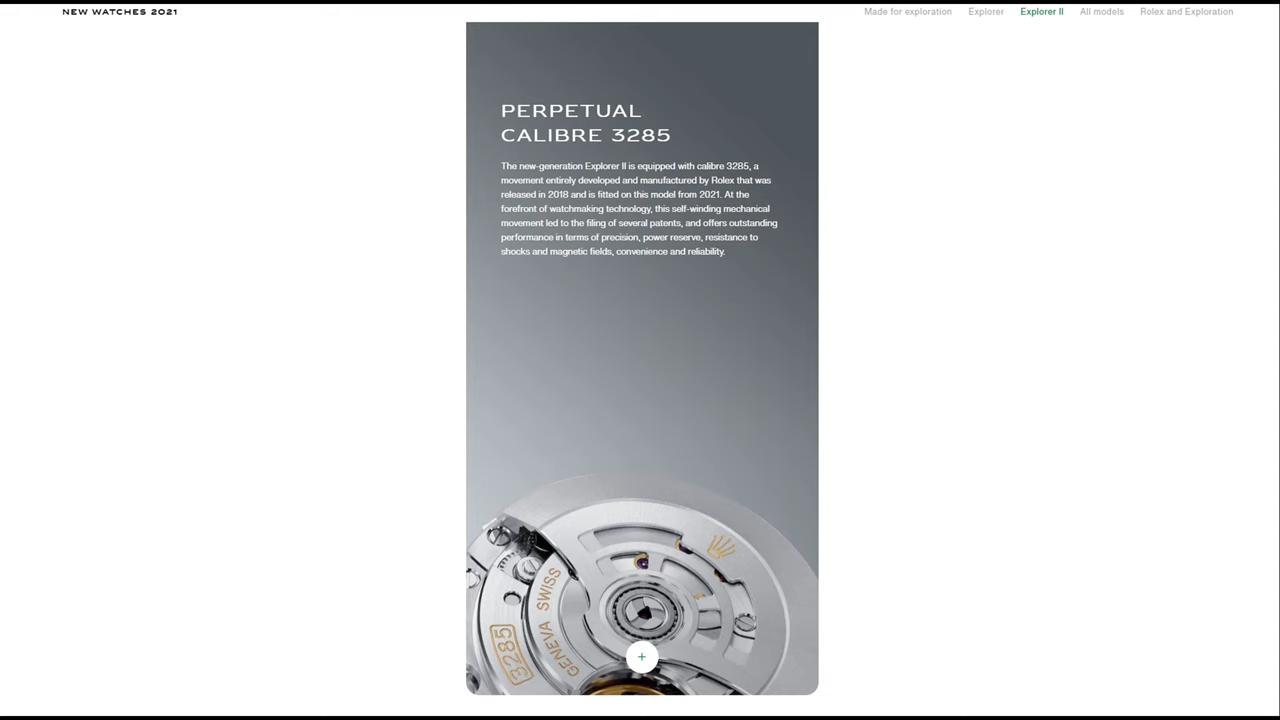 NEW WATCHES 2021
Made for exploration Explorer Explorer II All models Rolex and Exploration
PERPETUAL
CALIBRE 3285
The new-generation Explorer II is equipped with calibre 3285, a
movement entirely developed and manufactured by Rolex that was
released in 2018 and is fitted on this model from 2021. At the
forefront of watchmaking technology, this self-winding mechanical
movement led to the filing of several patents, and offers outstanding
performance in terms of precision, power reserve, resistance to
shocks and magnetic fields, convenience and reliability.
GENEVA SWISS
3285
+